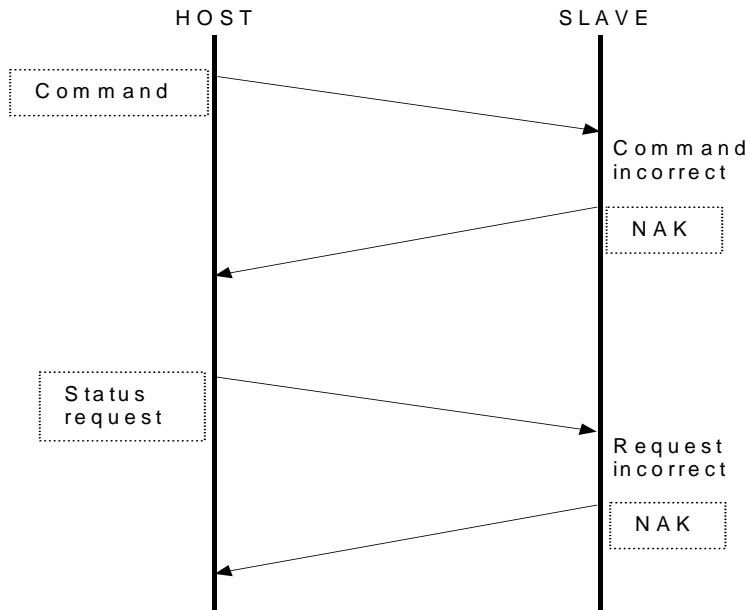 HOST
SLAVE
Command
Command
incorrect
NAK
Status
request
Request
incorrect
NAK